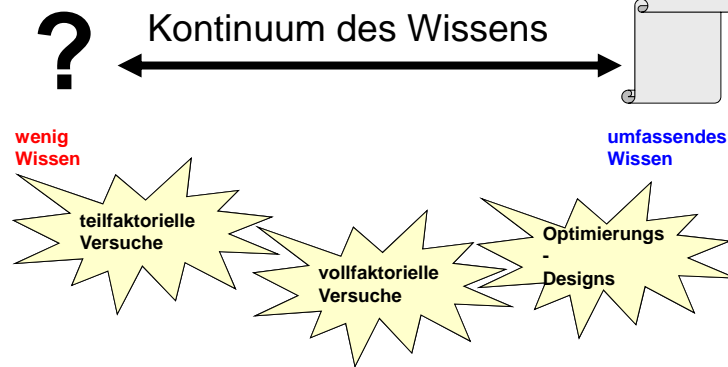 ?
Kontinuum des Wissens
wenig
Wissen
umfassendes
Wissen
teilfaktorielle
Versuche
vollfaktorielle
Versuche
Optimierungs
-
Designs